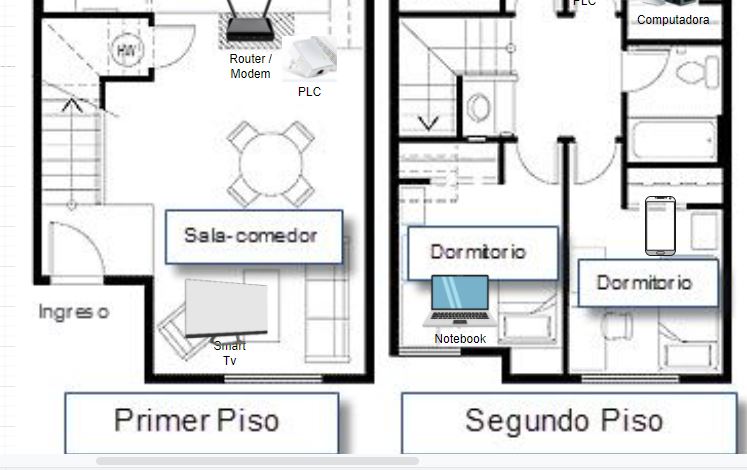 PLC
Computadora
HW
Router /
Modem
PLC
Sala-comedor
Dormitorio
Dormitorio
Ingreso
Notebook
Smart
Tv
Primer Piso
Segundo Piso